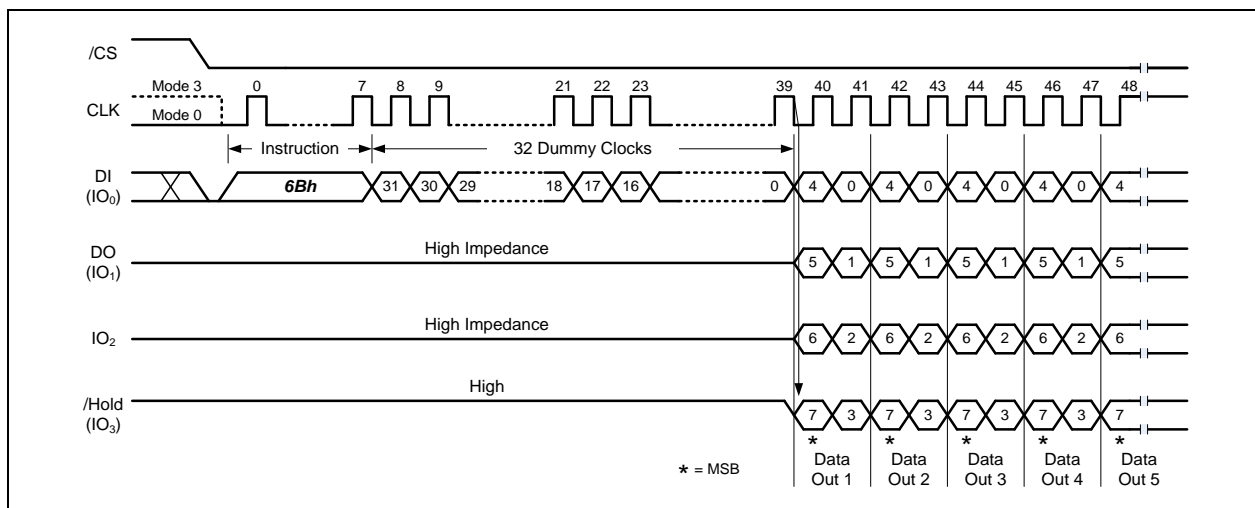 /CS
Mode 3 0 7 8 9 21 22 23 39 40 41 42 43 44 45 46 47 48
CLK
Mode 0
Instruction 32 Dummy Clocks
DI
(IO0) 6Bh 31 30 29 18 17 16 0 4 0 4 0 4 0 4 0 4
High Impedance
DO
(IO1) 5 1 5 1 5 1 5 1 5
High Impedance
IO2 6 2 6 2 6 2 6 2 6
High
/Hold
(IO3) 7 3 7 3 7 3 7 3 7
* * * * *
* = MSB
Data Data Data Data Data
Out 1 Out 2 Out 3 Out 4 Out 5